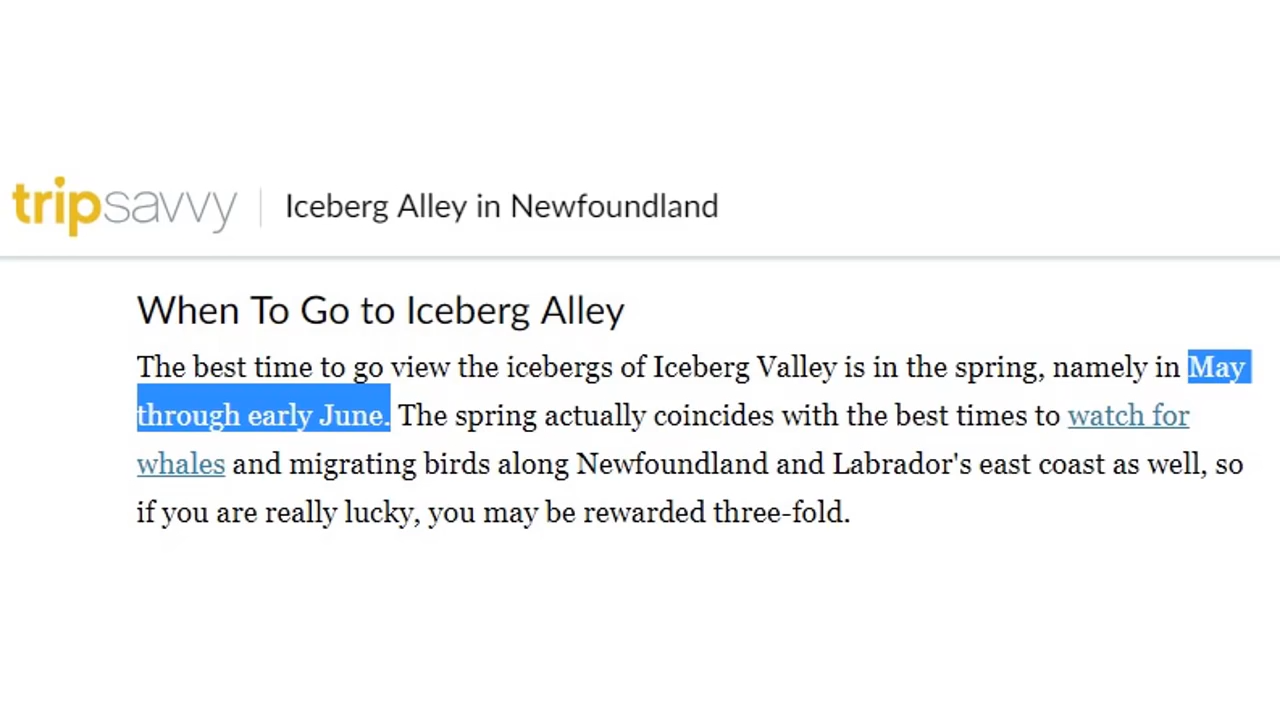 tripsavvy | Iceberg Alley in Newfoundland
When To Go to Iceberg Alley
The best time to go view the icebergs of Iceberg Valley is in the spring, namely in May
through early June. The spring actually coincides with the best times to watch for
whales and migrating birds along Newfoundland and Labrador's east coast as well, so
if you are really lucky, you may be rewarded three-fold.